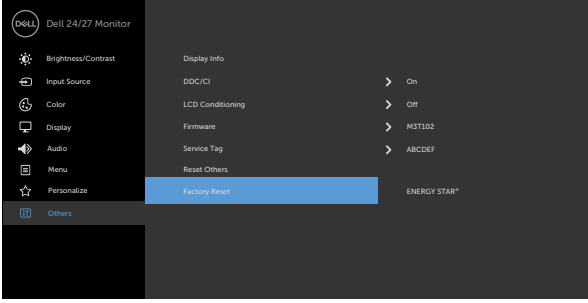 DELL Dell 24/27 Monitor
Brightness/Contrast Display Info
Input Source DDC/CI On
Color LCD Conditioning Off
Display Firmware M3T102
Audio Service Tag ABCDEF
Menu Reset Others
Personalize Factory Reset ENERGY STAR®
Others